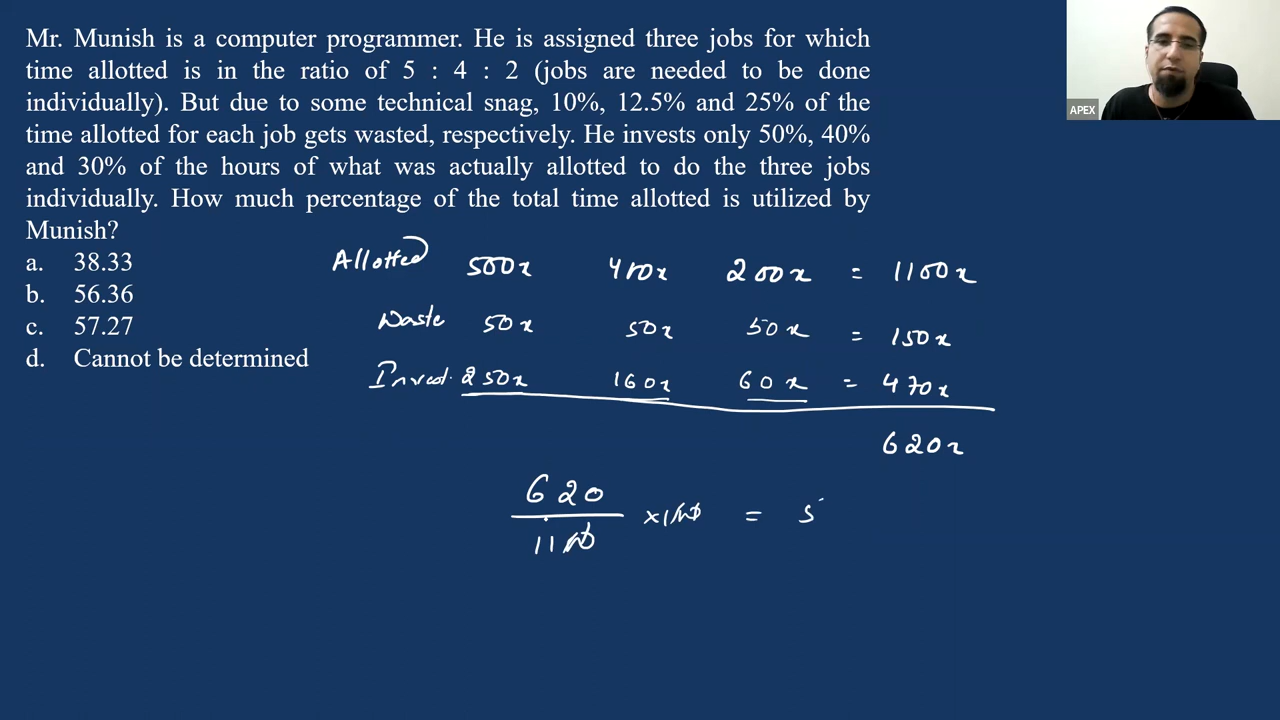 Mr. Munish is a computer programmer. He is assigned three jobs for which
time allotted is in the ratio of 5 : 4 : 2 (jobs are needed to be done
individually). But due to some technical snag, 10%, 12.5% and 25% of the
time allotted for each job gets wasted, respectively. He invests only 50%, 40%
and 30% of the hours of what was actually allotted to do the three jobs
individually. How much percentage of the total time allotted is utilized by
Munish?
a. 38.33
b. 56.36
c. 57.27
d. Cannot be determined
Allotted 500x 400x 200x = 1100x
Waste 50x 50x 50x = 150x
Invest. 250x 160x 60x = 470x
620x
620
1100 ×100 = 5
APEX